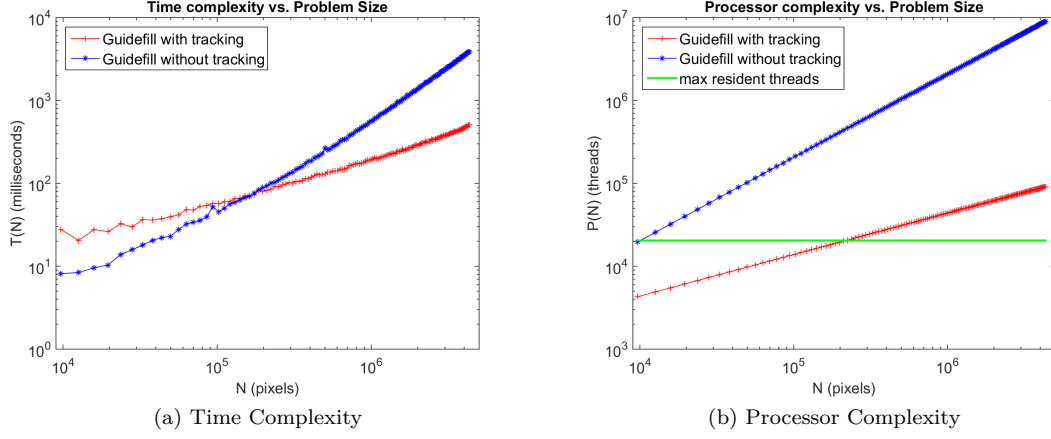 Time complexity vs. Problem Size
10^4
10^3
10^2
10^1
10^0
T(N) (milliseconds)
Guidefill with tracking
Guidefill without tracking
10^4
10^5
10^6
N (pixels)
(a) Time Complexity
Processor complexity vs. Problem Size
10^7
10^6
10^5
10^4
10^3
P(N) (threads)
Guidefill with tracking
Guidefill without tracking
max resident threads
10^4
10^5
10^6
N (pixels)
(b) Processor Complexity